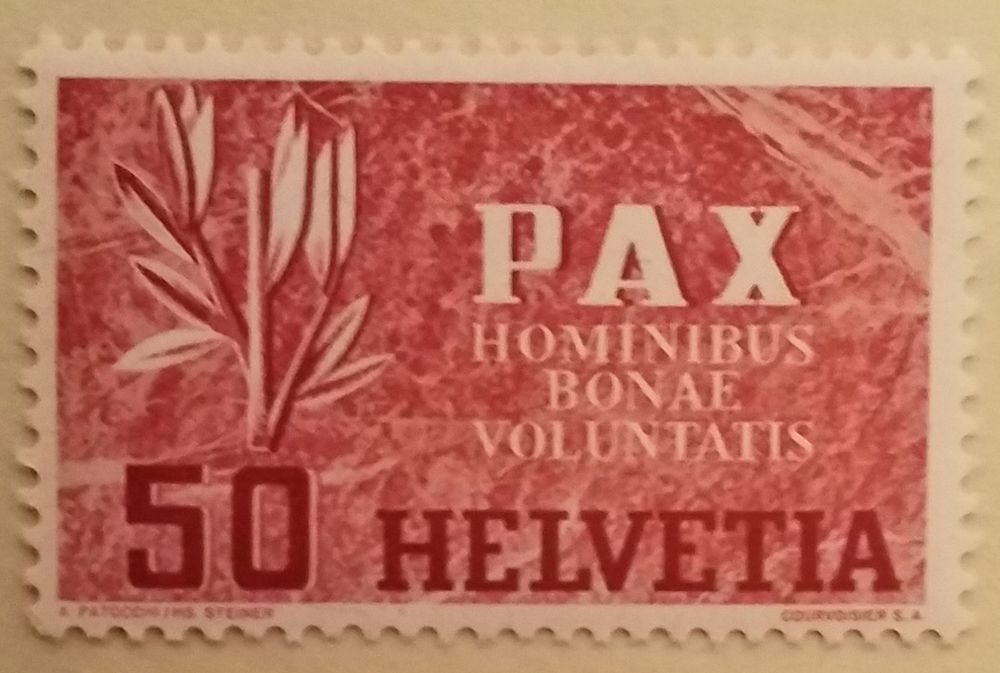 PAX
HOMINIBUS
BONAE
VOLUNTATIS
50 HELVETIA
A. PATOCCHI / HS. STEINER COURVOISIER S.A.